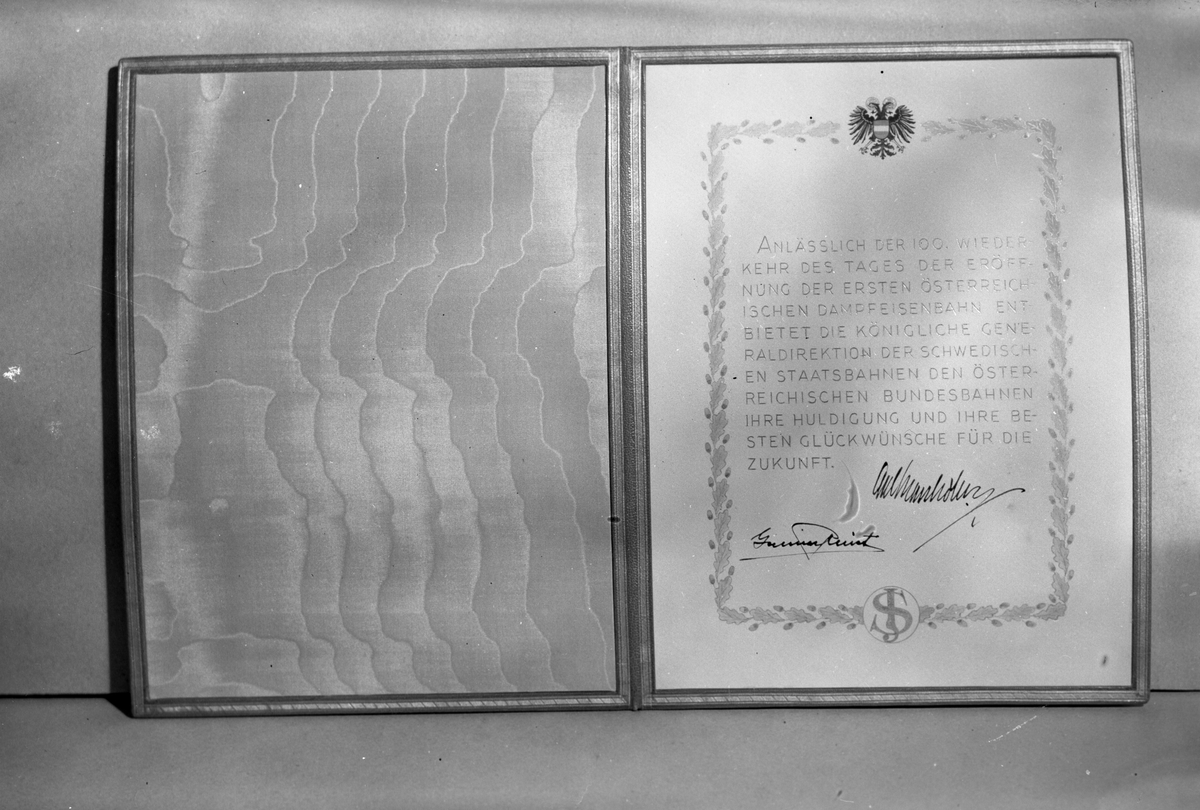 ANLÄSSLICH DER 100. WIEDER-
KEHR DES TAGES DER ERÖFF-
NUNG DER ERSTEN ÖSTERREICH-
ISCHEN DAMPFEISENBAHN ENT-
BIETET DIE KÖNIGLICHE GENE-
RALDIREKTION DER SCHWEDISCH-
EN STAATSBAHNEN DEN ÖSTER-
REICHISCHEN BUNDESBAHNEN
IHRE HULDIGUNG UND IHRE BE-
STEN GLÜCKWÜNSCHE FÜR DIE
ZUKUNFT.
SJ